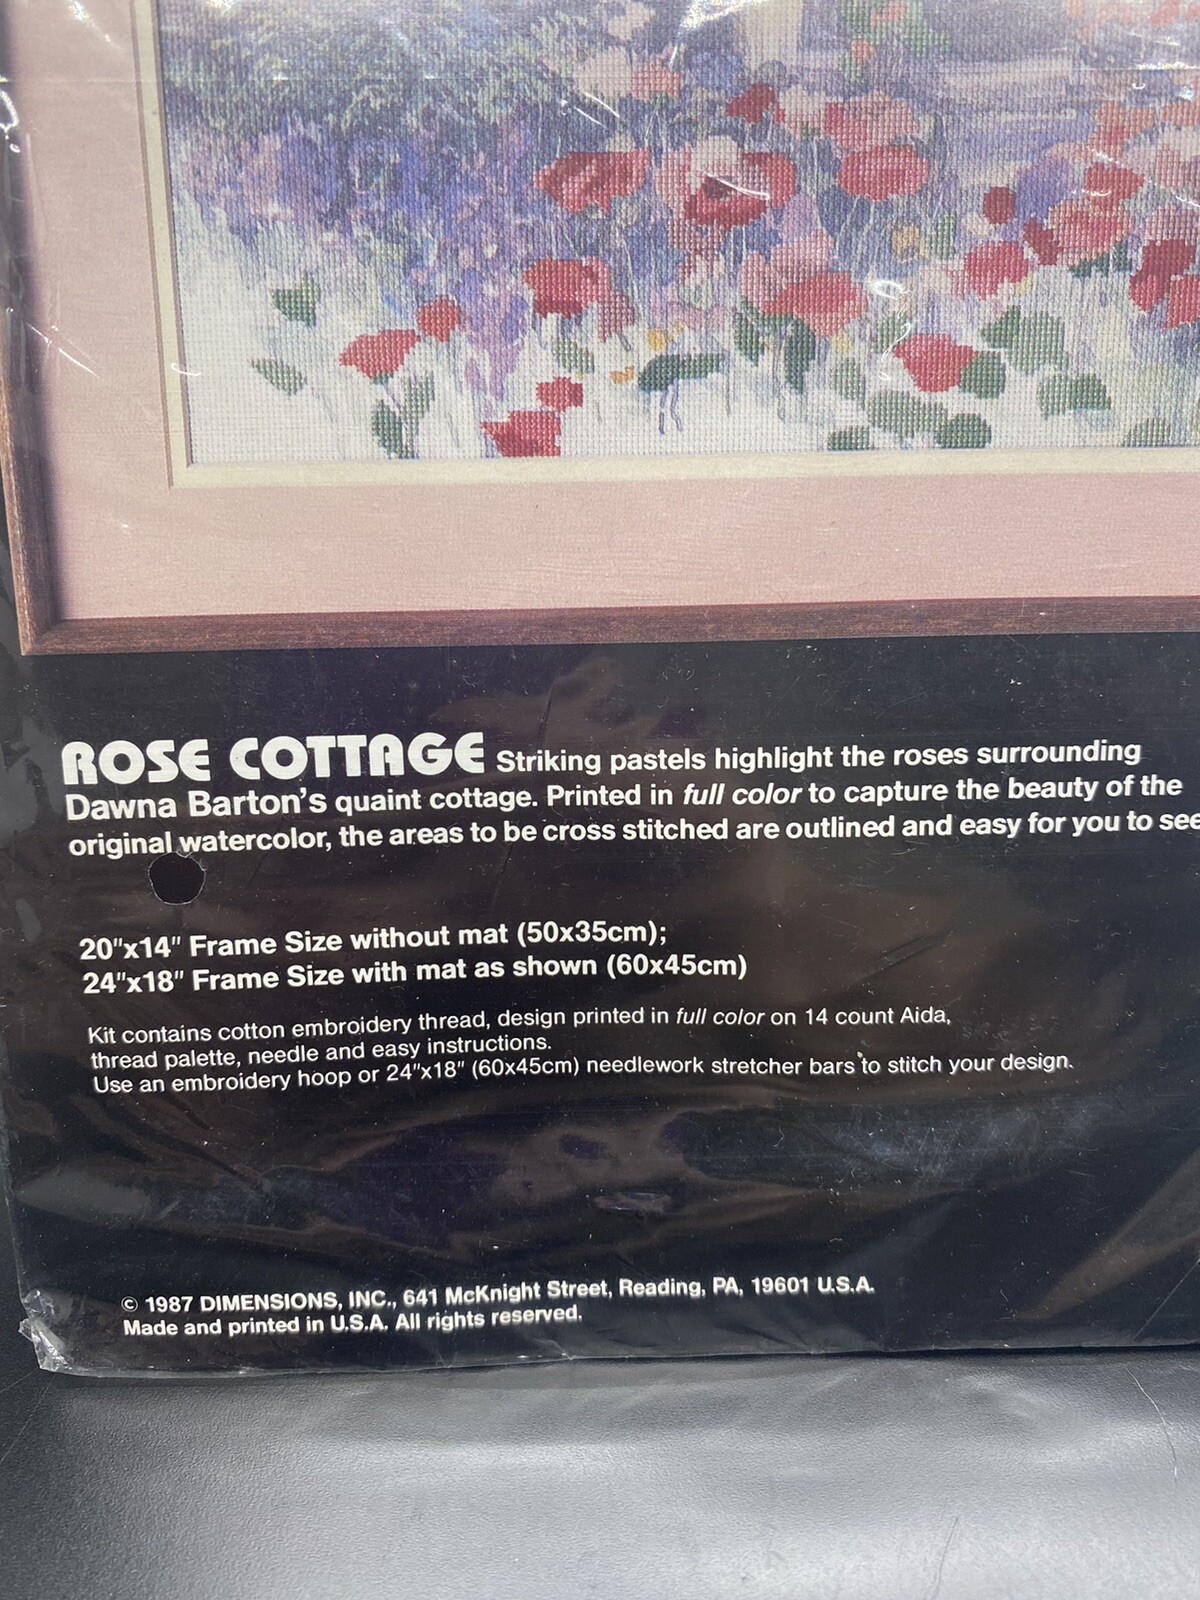 ROSE COTTAGE Striking pastels highlight the roses surrounding
Dawna Barton's quaint cottage. Printed in full color to capture the beauty of the
original watercolor, the areas to be cross stitched are outlined and easy for you to see
20"x14" Frame Size without mat (50x35cm);
24"x18" Frame Size with mat as shown (60x45cm)
Kit contains cotton embroidery thread, design printed in full color on 14 count Aida,
thread palette, needle and easy instructions.
Use an embroidery hoop or 24"x18" (60x45cm) needlework stretcher bars to stitch your design.
© 1987 DIMENSIONS, INC., 641 McKnight Street, Reading, PA, 19601 U.S.A.
Made and printed in U.S.A. All rights reserved.